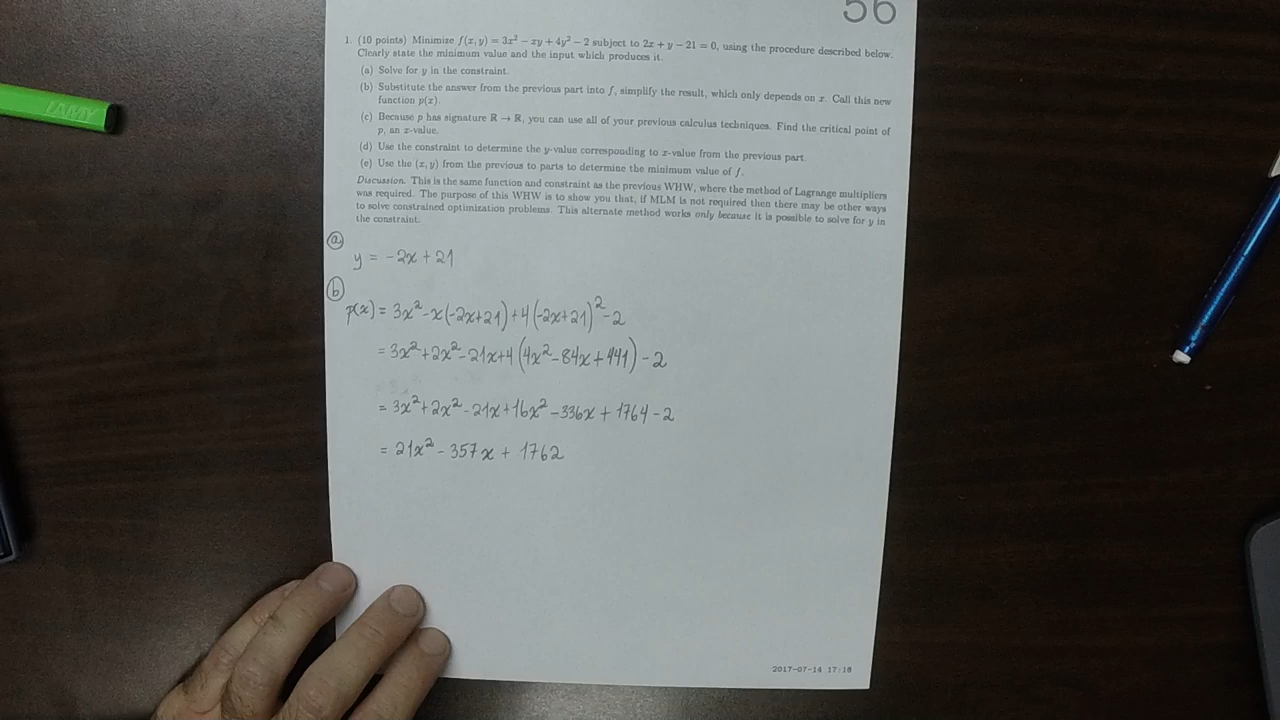 56
1. (10 points) Minimize f(x, y) = 3x² − xy + 4y² − 2 subject to 2x + y − 21 = 0, using the procedure described below.
Clearly state the minimum value and the input which produces it.
(a) Solve for y in the constraint.
(b) Substitute the answer from the previous part into f, simplify the result, which only depends on x. Call this new
function p(x).
(c) Because p has signature ℝ → ℝ, you can use all of your previous calculus techniques. Find the critical point of
p, an x-value.
(d) Use the constraint to determine the y-value corresponding to x-value from the previous part.
(e) Use the (x, y) from the previous to parts to determine the minimum value of f.
Discussion. This is the same function and constraint as the previous WHW, where the method of Lagrange multipliers
was required. The purpose of this WHW is to show you that, if MLM is not required then there may be other ways
to solve constrained optimization problems. This alternate method works only because it is possible to solve for y in
the constraint.
(a)
y = -2x + 21
(b)
p(x) = 3x² - x(-2x+21) + 4(-2x+21)² - 2
= 3x² + 2x² - 21x + 4(4x² - 84x + 441) - 2
= 3x² + 2x² - 21x + 16x² - 336x + 1764 - 2
= 21x² - 357x + 1762
2017-07-14 17:18
LAMY